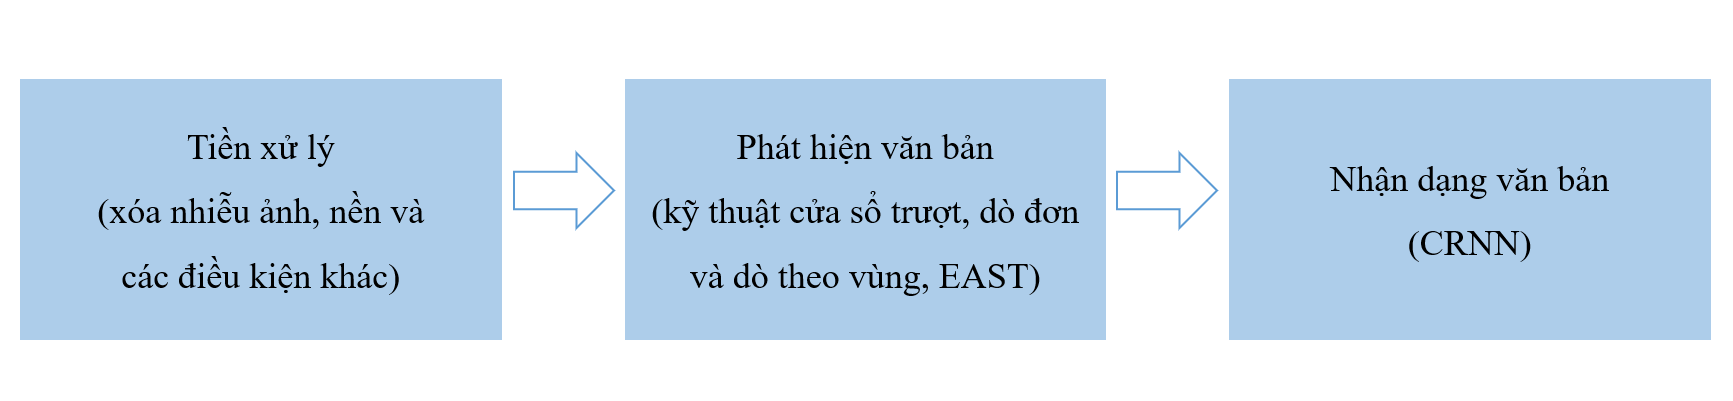 Tiền xử lý
(xóa nhiễu ảnh, nền và
các điều kiện khác)
Phát hiện văn bản
(kỹ thuật cửa sổ trượt, dò đơn
và dò theo vùng, EAST)
Nhận dạng văn bản
(CRNN)